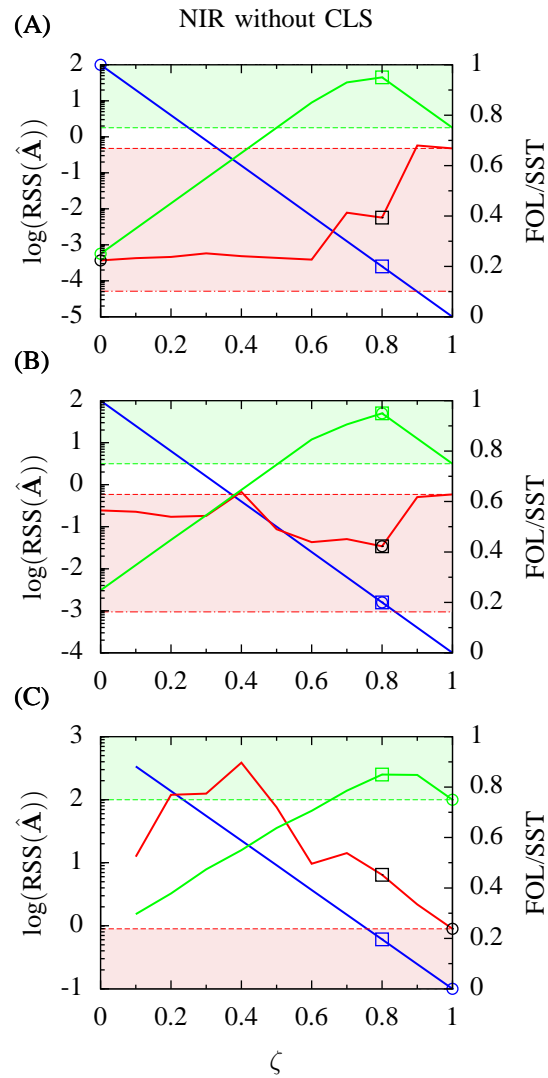 (A) NIR without CLS
2 1
1 0.8
0
-1 0.6
-2 0.4
-3
-4 0.2
-5 0
log(RSS(Â)) FOL/SST
0 0.2 0.4 0.6 0.8 1
(B)
2 1
1 0.8
0 0.6
-1 0.4
-2
-3 0.2
-4 0
log(RSS(Â)) FOL/SST
0 0.2 0.4 0.6 0.8 1
(C)
3 1
2 0.8
0.6
1 0.4
0 0.2
-1 0
log(RSS(Â)) FOL/SST
0 0.2 0.4 0.6 0.8 1
ζ